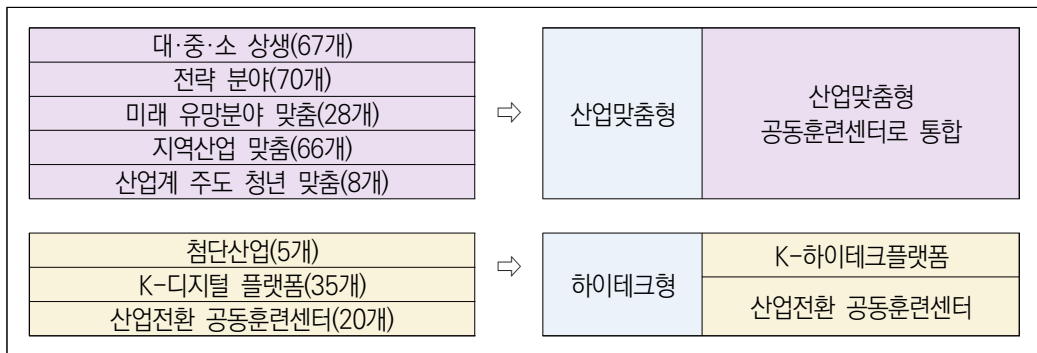 대·중·소 상생(67개)
전략 분야(70개)
미래 유망분야 맞춤(28개)
지역산업 맞춤(66개)
산업계 주도 청년 맞춤(8개)
⇨
산업맞춤형
산업맞춤형
공동훈련센터로 통합
첨단산업(5개)
K-디지털 플랫폼(35개)
산업전환 공동훈련센터(20개)
⇨
하이테크형
K-하이테크플랫폼
산업전환 공동훈련센터